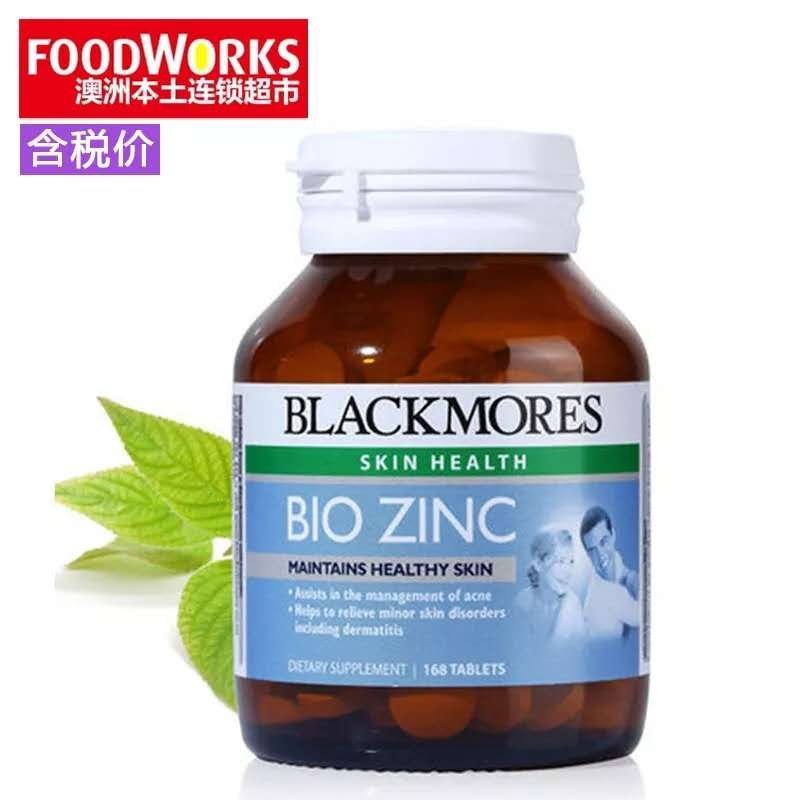 FOODWORKS
澳洲本土连锁超市
含税价
BLACKMORES
SKIN HEALTH
BIO ZINC
MAINTAINS HEALTHY SKIN
• Assists in the management of acne
• Helps to relieve minor skin disorders
including dermatitis
DIETARY SUPPLEMENT | 168 TABLETS